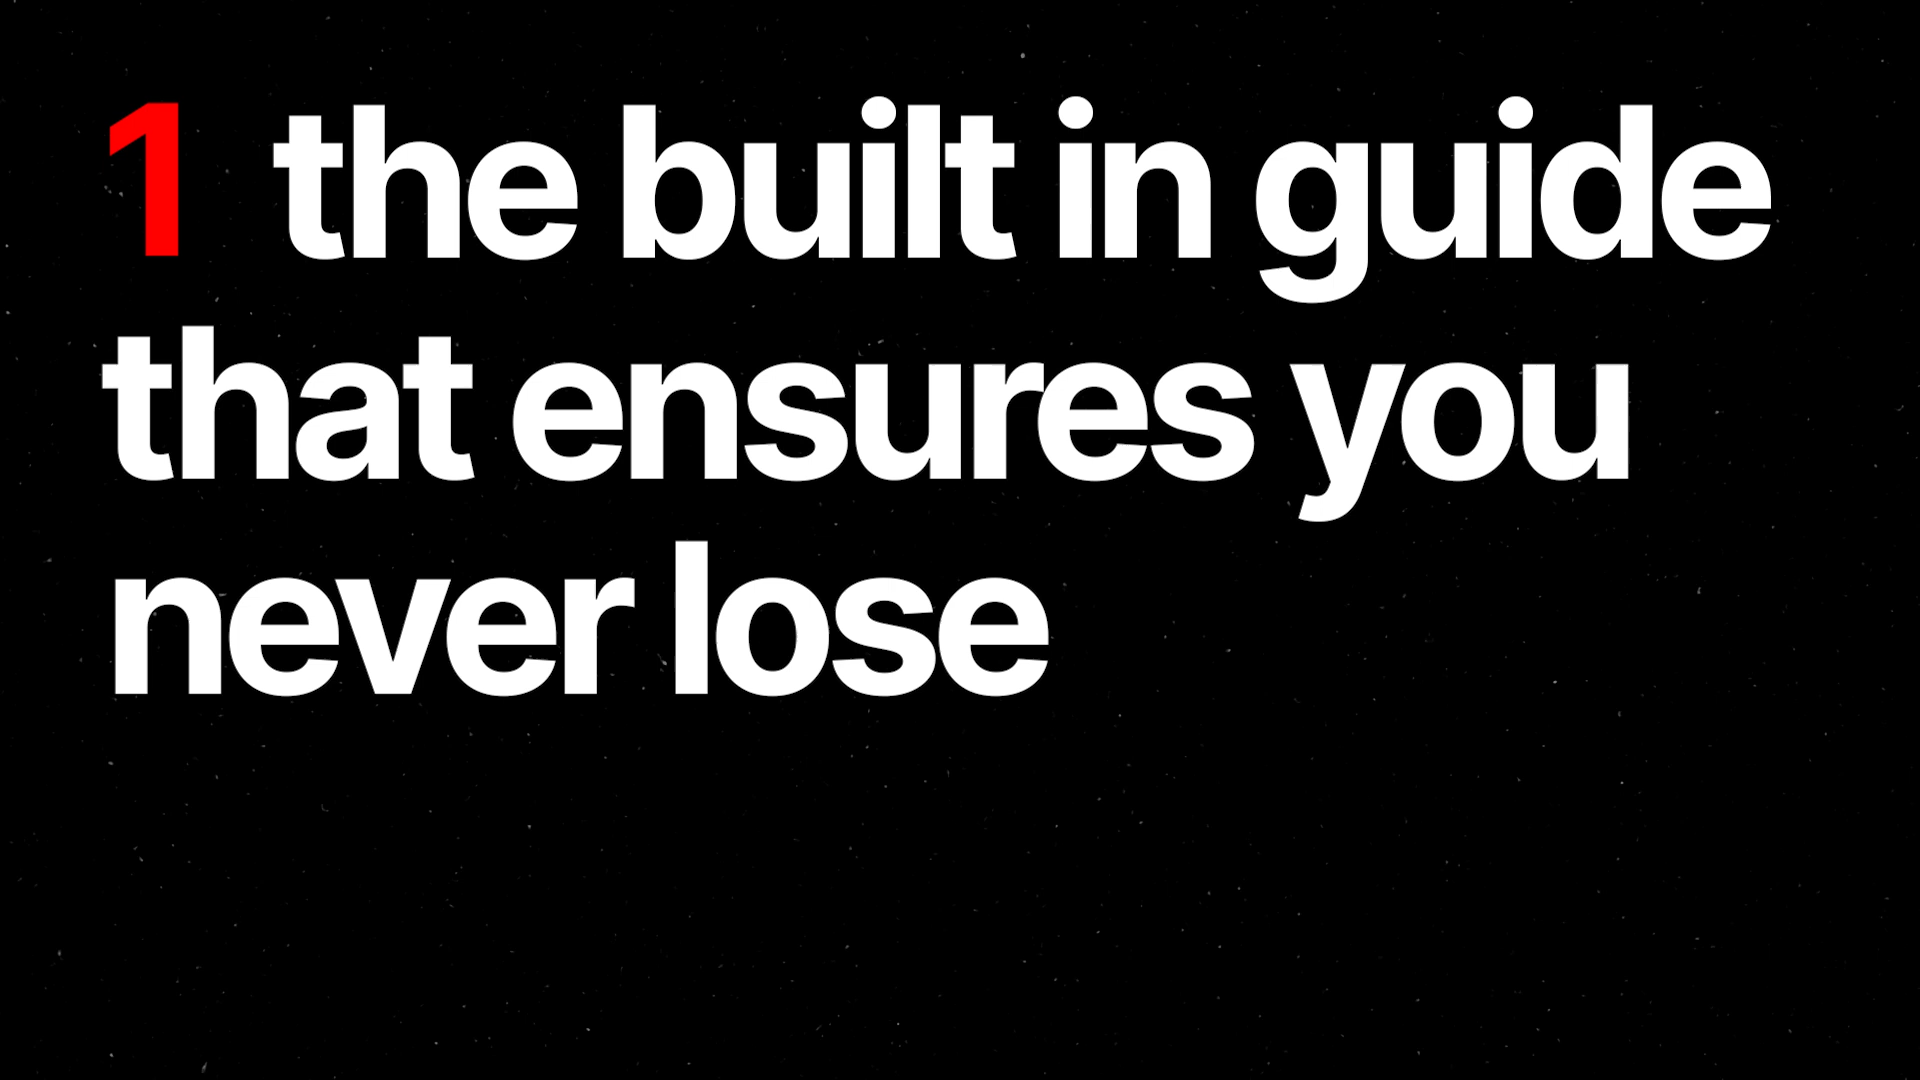 1 the built in guide
that ensures you
never lose